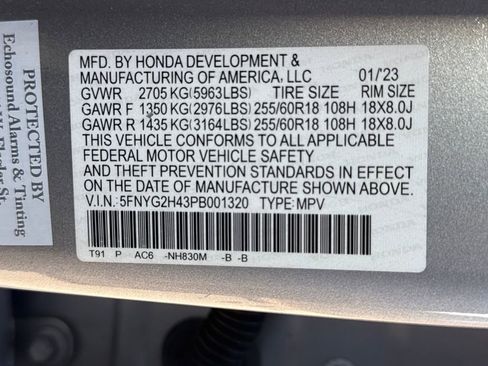 MFD. BY HONDA DEVELOPMENT &
MANUFACTURING OF AMERICA, LLC 01/'23
GVWR 2705 KG(5963LBS) TIRE SIZE RIM SIZE
GAWR F 1350 KG(2976LBS) 255/60R18 108H 18X8.0J
GAWR R 1435 KG(3164LBS) 255/60R18 108H 18X8.0J
THIS VEHICLE CONFORMS TO ALL APPLICABLE
FEDERAL MOTOR VEHICLE SAFETY
AND THEFT PREVENTION STANDARDS IN EFFECT ON
THE DATE OF MANUFACTURE SHOWN ABOVE.
V.I.N.:5FNYG2H43PB001320 TYPE:MPV
T91 P AC6 -NH830M -B -B
PROTECTED BY
Echosound Alarms & Tinting